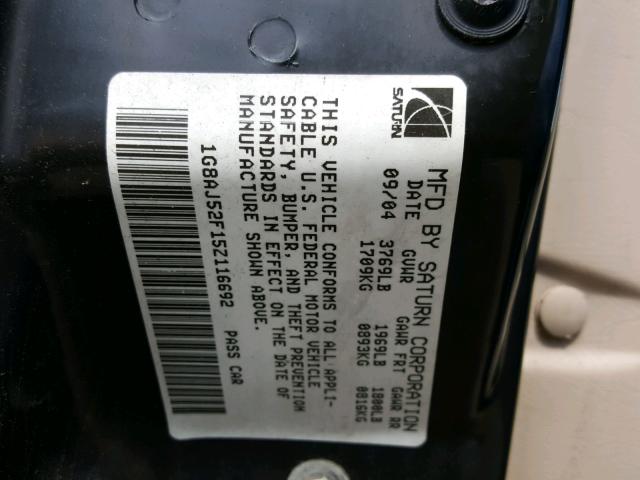 SATURN
MFD BY SATURN CORPORATION
DATE GVWR GAWR FRT GAWR RR
09/04 3769LB 1969LB 1800LB
1709KG 0893KG 0816KG
THIS VEHICLE CONFORMS TO ALL APPLI-
CABLE U.S. FEDERAL MOTOR VEHICLE
SAFETY, BUMPER, AND THEFT PREVENTION
STANDARDS IN EFFECT ON THE DATE OF
MANUFACTURE SHOWN ABOVE.
1G8AJ52F15Z116692 PASS CAR